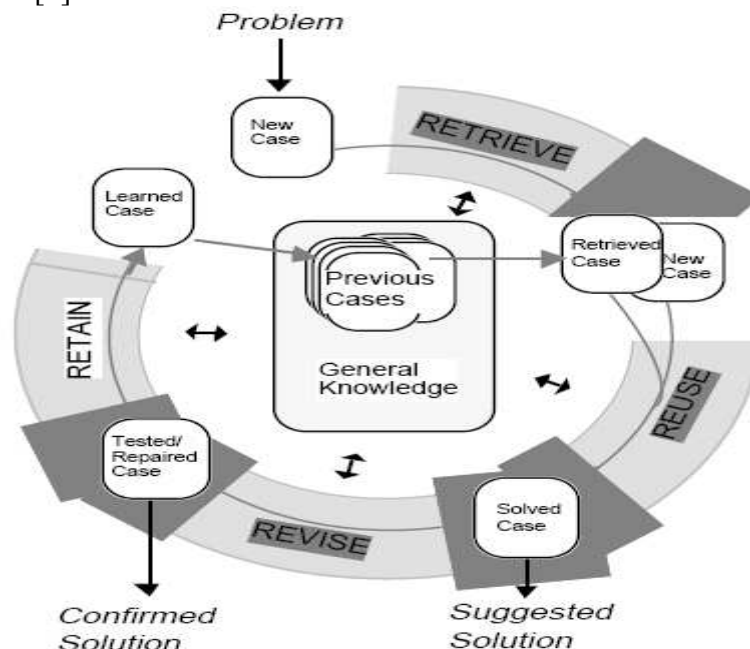 Problem
New
Case
RETRIEVE
Learned
Case
Retrieved
Case
New
Case
Previous
Cases
General
Knowledge
RETAIN
REUSE
Tested/
Repaired
Case
Solved
Case
REVISE
Confirmed
Solution
Suggested
Solution